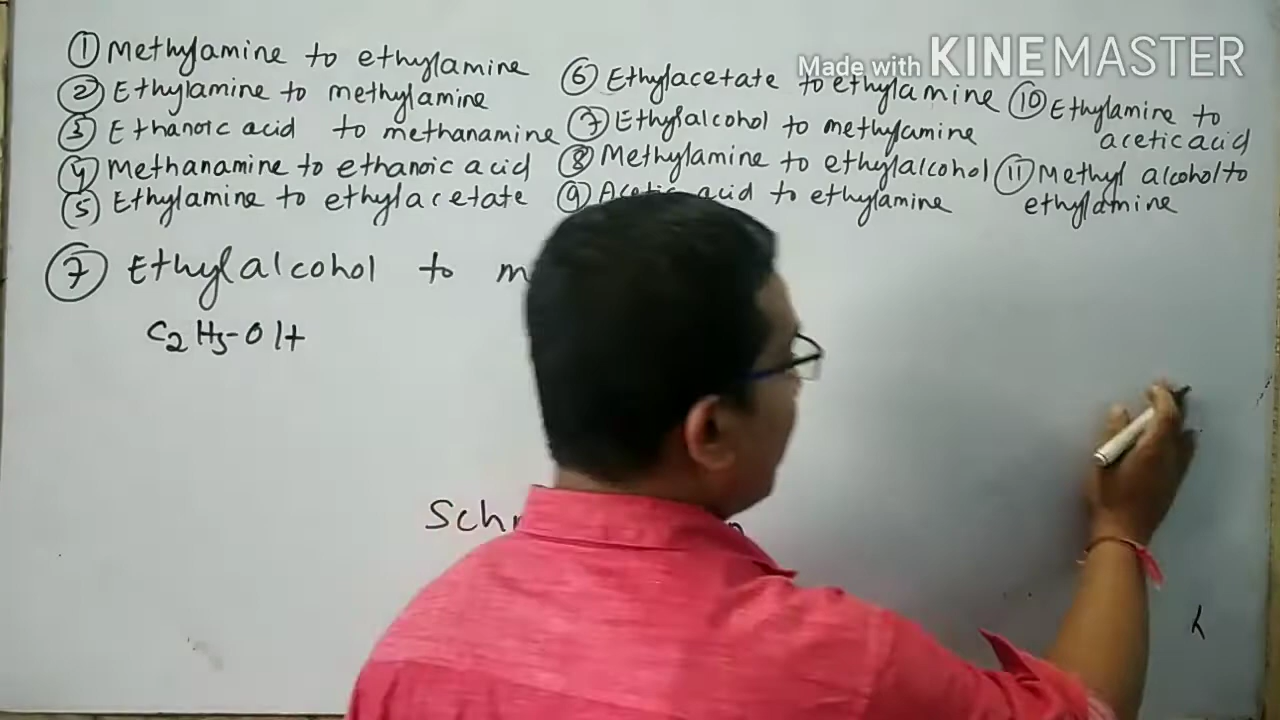 Made with KINEMASTER
① Methylamine to ethylamine
② Ethylamine to methylamine
③ Ethanoic acid to methanamine
④ Methanamine to ethanoic acid
⑤ Ethylamine to ethylacetate
⑥ Ethylacetate to ethylamine
⑦ Ethylalcohol to methylamine
⑧ Methylamine to ethylalcohol
⑨ Acetic acid to ethylamine
⑩ Ethylamine to
acetic acid
⑪ Methyl alcohol to
ethylamine
⑦ Ethylalcohol to
C2H5-OH